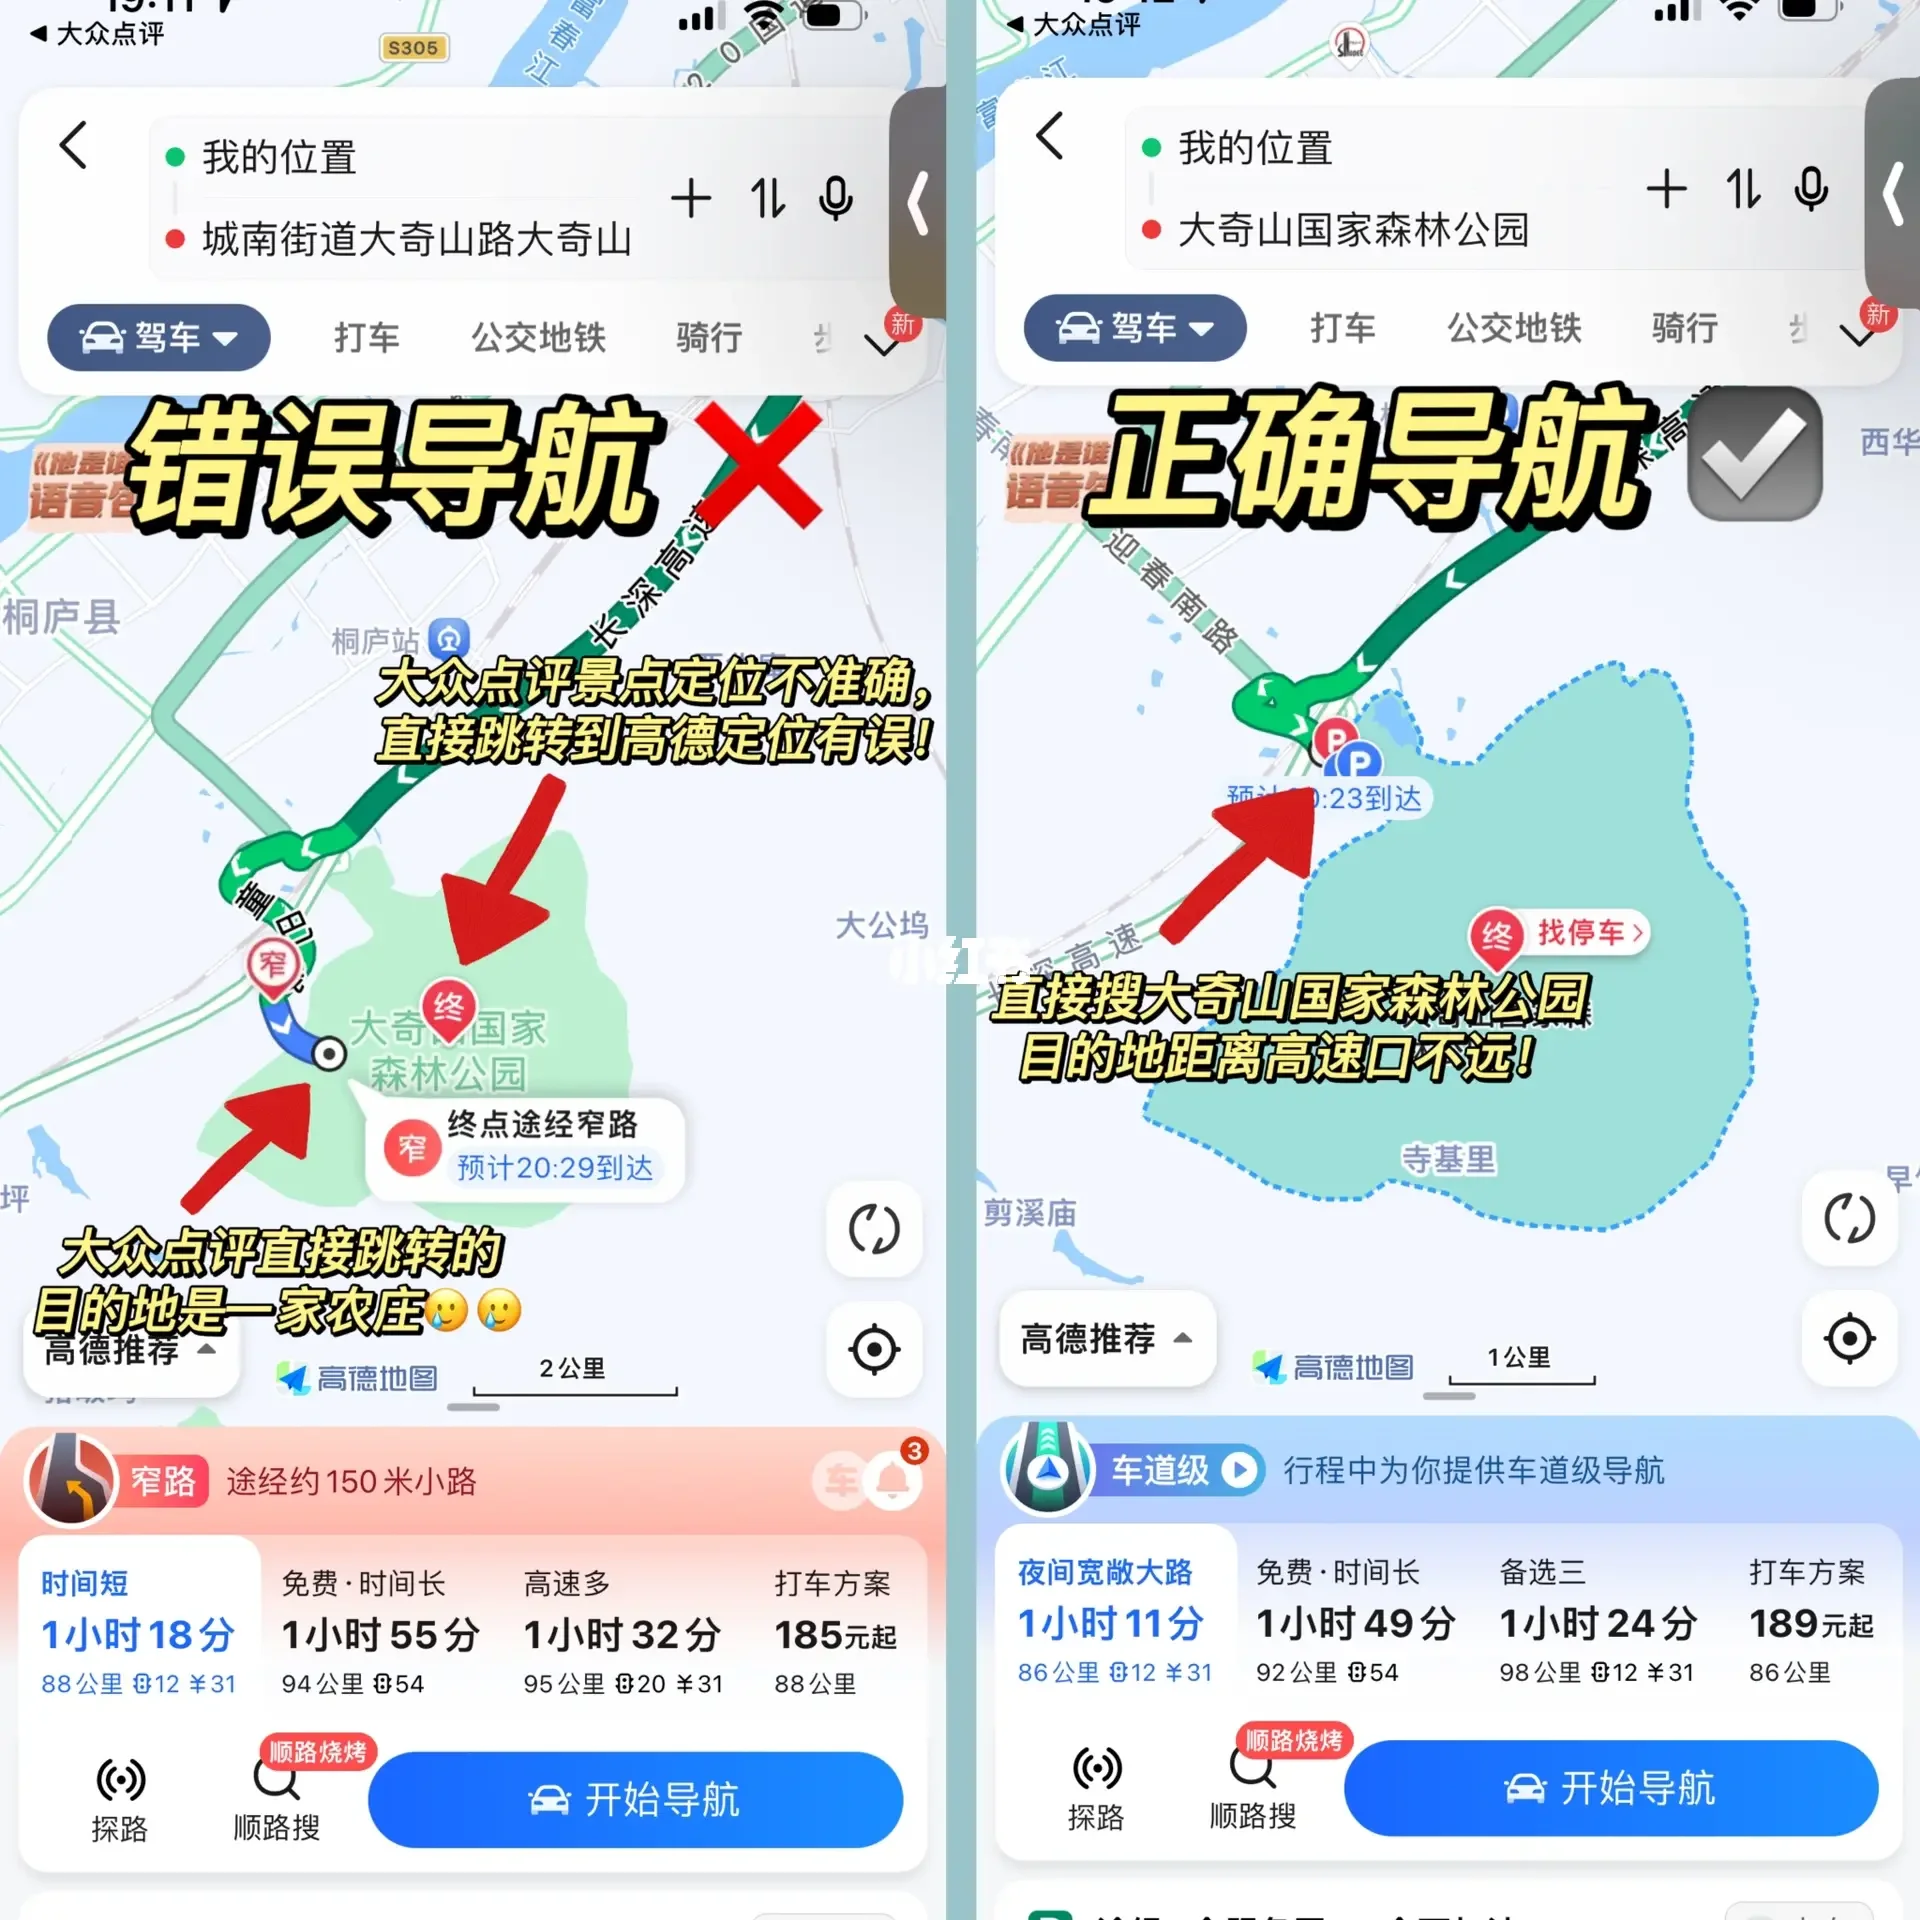 大众点评
S305
富春江
我的位置
城南街道大奇山路大奇山
驾车
打车
公交地铁
骑行
新
错误导航
语音
桐庐县
桐庐站
长深高速
大众点评景点定位不准确,
直接跳转到高德定位有误!
大公坞
窄
终
大奇山国家
森林公园
窄
终点途经窄路
预计20:29到达
坪
大众点评直接跳转的
目的地是一家农庄
高德推荐
高德地图
2公里
窄路
途经约150米小路
车
3
时间短
1小时18分
88公里 12 ¥31
免费·时间长
1小时55分
94公里 54
高速多
1小时32分
95公里 20 ¥31
打车方案
185元起
88公里
探路
顺路烧烤
顺路搜
开始导航
大众点评
我的位置
大奇山国家森林公园
驾车
打车
公交地铁
骑行
新
正确导航
西华
语音
迎春南路
P
P
预计20:23到达
终
找停车
高速
直接搜大奇山国家森林公园
目的地距离高速口不远!
小红书
寺基里
剪溪庙
高德推荐
高德地图
1公里
车道级
行程中为你提供车道级导航
夜间宽敞大路
1小时11分
86公里 12 ¥31
免费·时间长
1小时49分
92公里 54
备选三
1小时24分
98公里 12 ¥31
打车方案
189元起
86公里
探路
顺路烧烤
顺路搜
开始导航